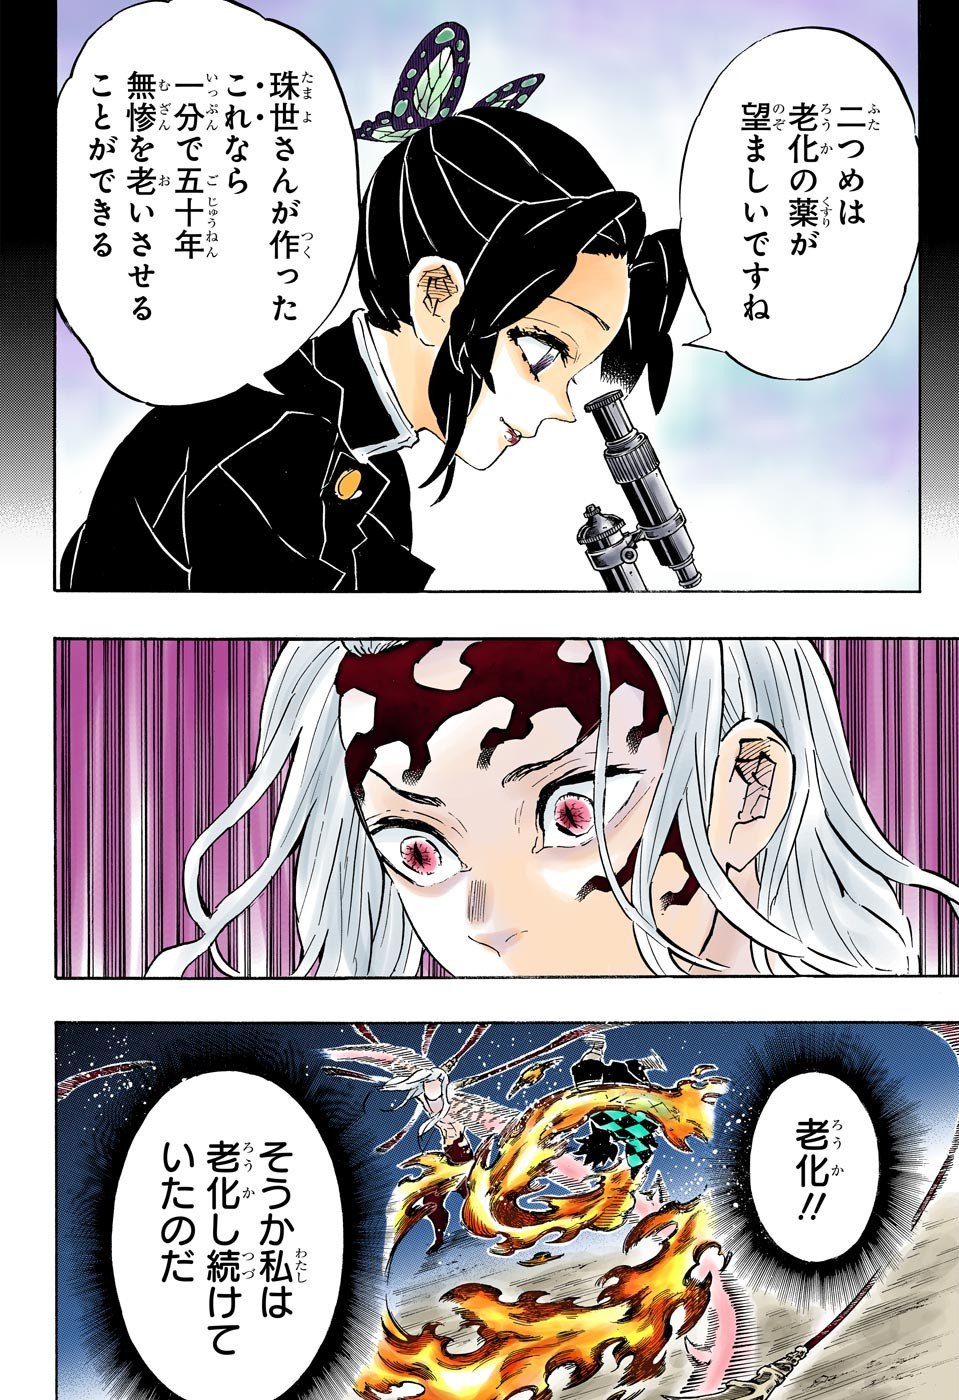 二つめは
老化の薬が
望ましいですね
珠世さんが作った
これなら
一分で五十年
無惨を老いさせる
ことができる
老化!!
そうか私は
老化し続けて
いたのだ